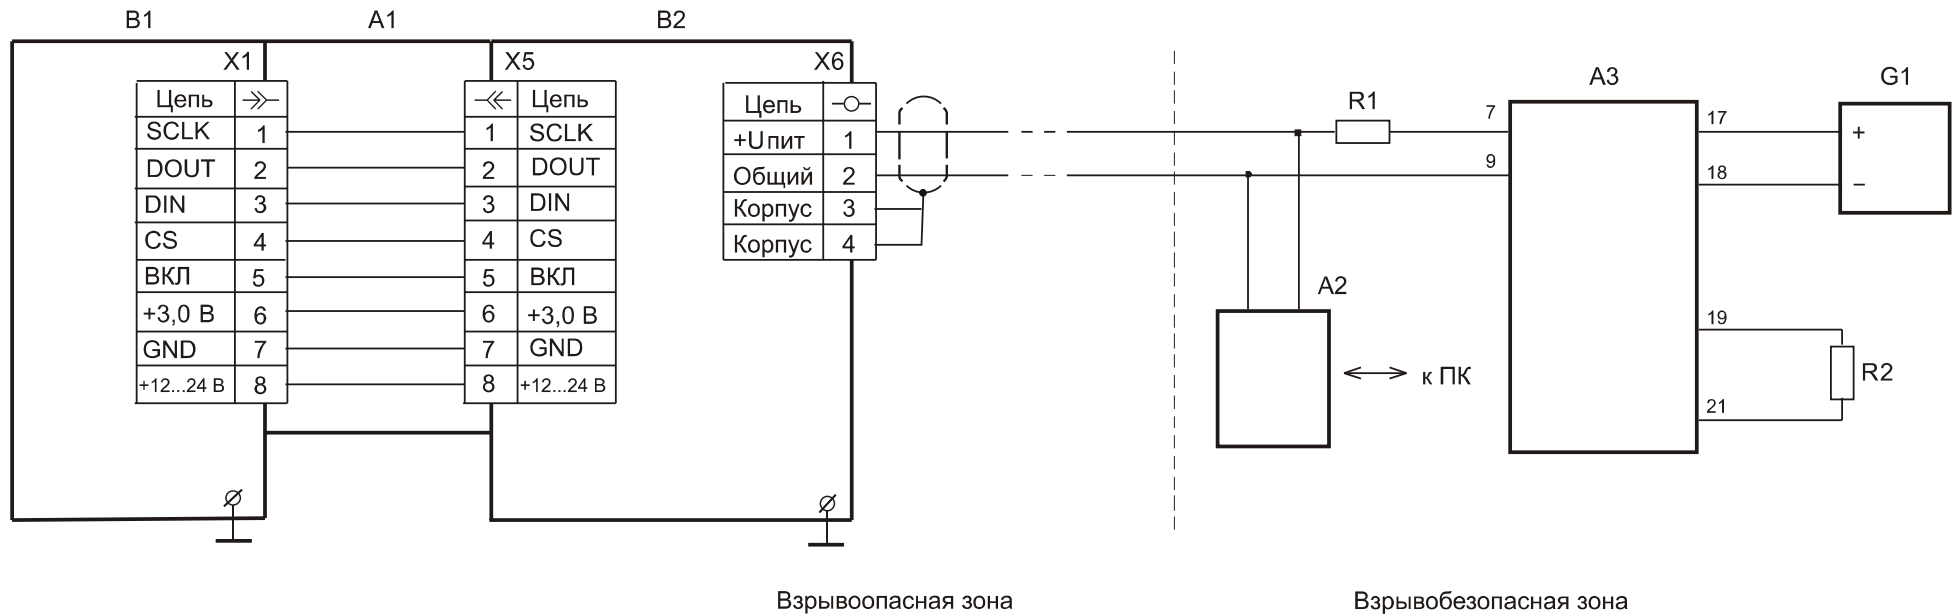 B1 A1 B2
X1 X5 X6
A3 G1
Цепь Цепь Цепь
R1
SCLK 1 1 SCLK +Uпит 1 7 17 +
DOUT 2 2 DOUT Общий 2 9 18 −
DIN 3 3 DIN Корпус 3
CS 4 4 CS Корпус 4
ВКЛ 5 5 ВКЛ
A2
+3,0 В 6 6 +3,0 В 19
GND 7 7 GND
к ПК R2
+12...24 В 8 8 +12...24 В
21
Взрывоопасная зона Взрывобезопасная зона